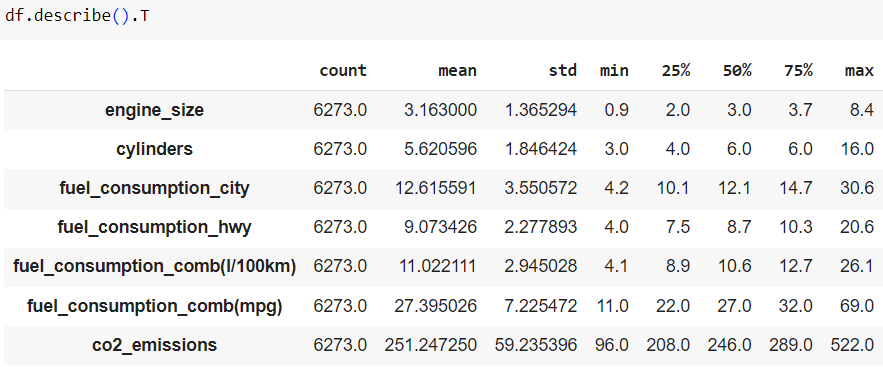 df.describe().T
count mean std min 25% 50% 75% max
engine_size 6273.0 3.163000 1.365294 0.9 2.0 3.0 3.7 8.4
cylinders 6273.0 5.620596 1.846424 3.0 4.0 6.0 6.0 16.0
fuel_consumption_city 6273.0 12.615591 3.550572 4.2 10.1 12.1 14.7 30.6
fuel_consumption_hwy 6273.0 9.073426 2.277893 4.0 7.5 8.7 10.3 20.6
fuel_consumption_comb(l/100km) 6273.0 11.022111 2.945028 4.1 8.9 10.6 12.7 26.1
fuel_consumption_comb(mpg) 6273.0 27.395026 7.225472 11.0 22.0 27.0 32.0 69.0
co2_emissions 6273.0 251.247250 59.235396 96.0 208.0 246.0 289.0 522.0